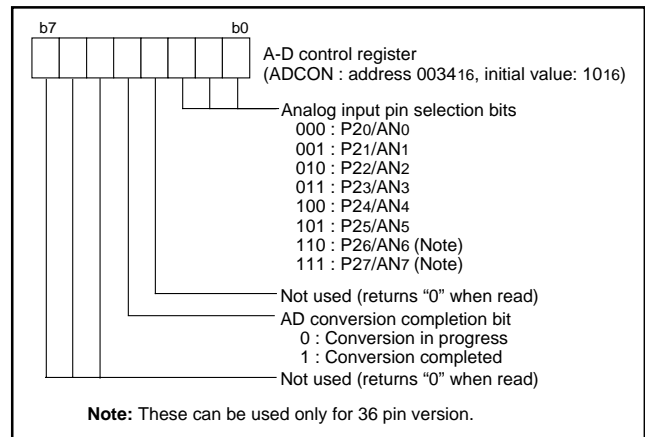 b7 b0
A-D control register
(ADCON : address 003416, initial value: 1016)
Analog input pin selection bits
000 : P20/AN0
001 : P21/AN1
010 : P22/AN2
011 : P23/AN3
100 : P24/AN4
101 : P25/AN5
110 : P26/AN6 (Note)
111 : P27/AN7 (Note)
Not used (returns “0” when read)
AD conversion completion bit
0 : Conversion in progress
1 : Conversion completed
Not used (returns “0” when read)
Note: These can be used only for 36 pin version.